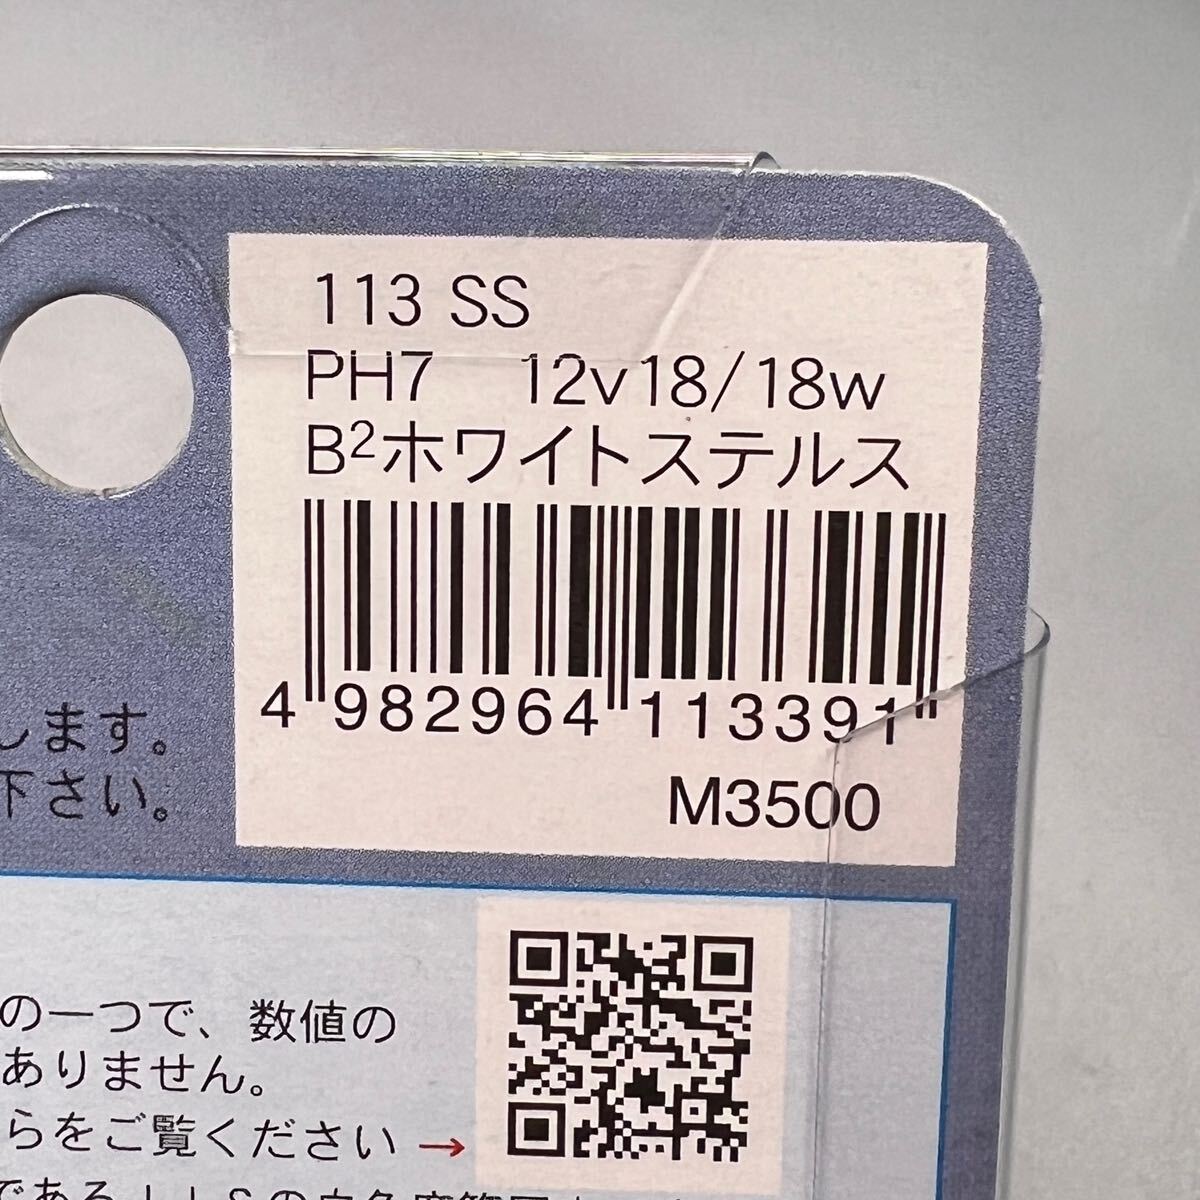 113 SS
PH7 12v18/18w
B²ホワイトステルス
4 982964 113391
M3500
します。
下さい。
の一つで、数値の
ありません。
らをご覧ください→